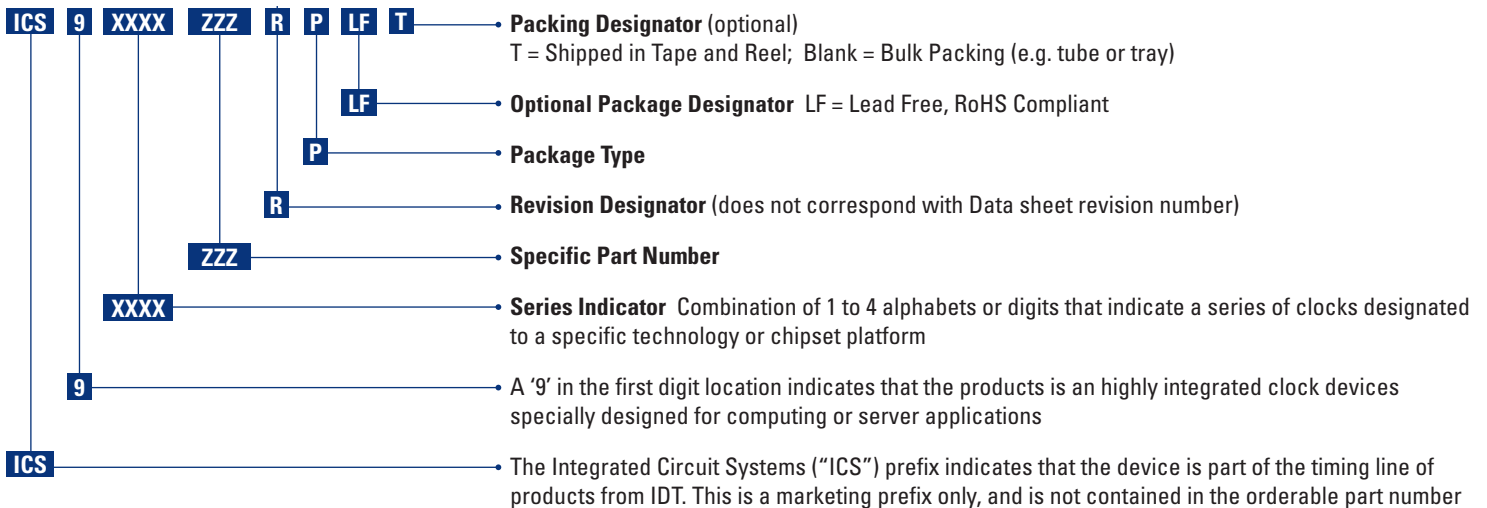 ICS 9 XXXX ZZZ R P LF T Packing Designator (optional)
T = Shipped in Tape and Reel; Blank = Bulk Packing (e.g. tube or tray)
LF Optional Package Designator LF = Lead Free, RoHS Compliant
P Package Type
R Revision Designator (does not correspond with Data sheet revision number)
ZZZ Specific Part Number
XXXX Series Indicator Combination of 1 to 4 alphabets or digits that indicate a series of clocks designated
to a specific technology or chipset platform
9 A ‘9’ in the first digit location indicates that the products is an highly integrated clock devices
specially designed for computing or server applications
ICS The Integrated Circuit Systems (“ICS”) prefix indicates that the device is part of the timing line of
products from IDT. This is a marketing prefix only, and is not contained in the orderable part number